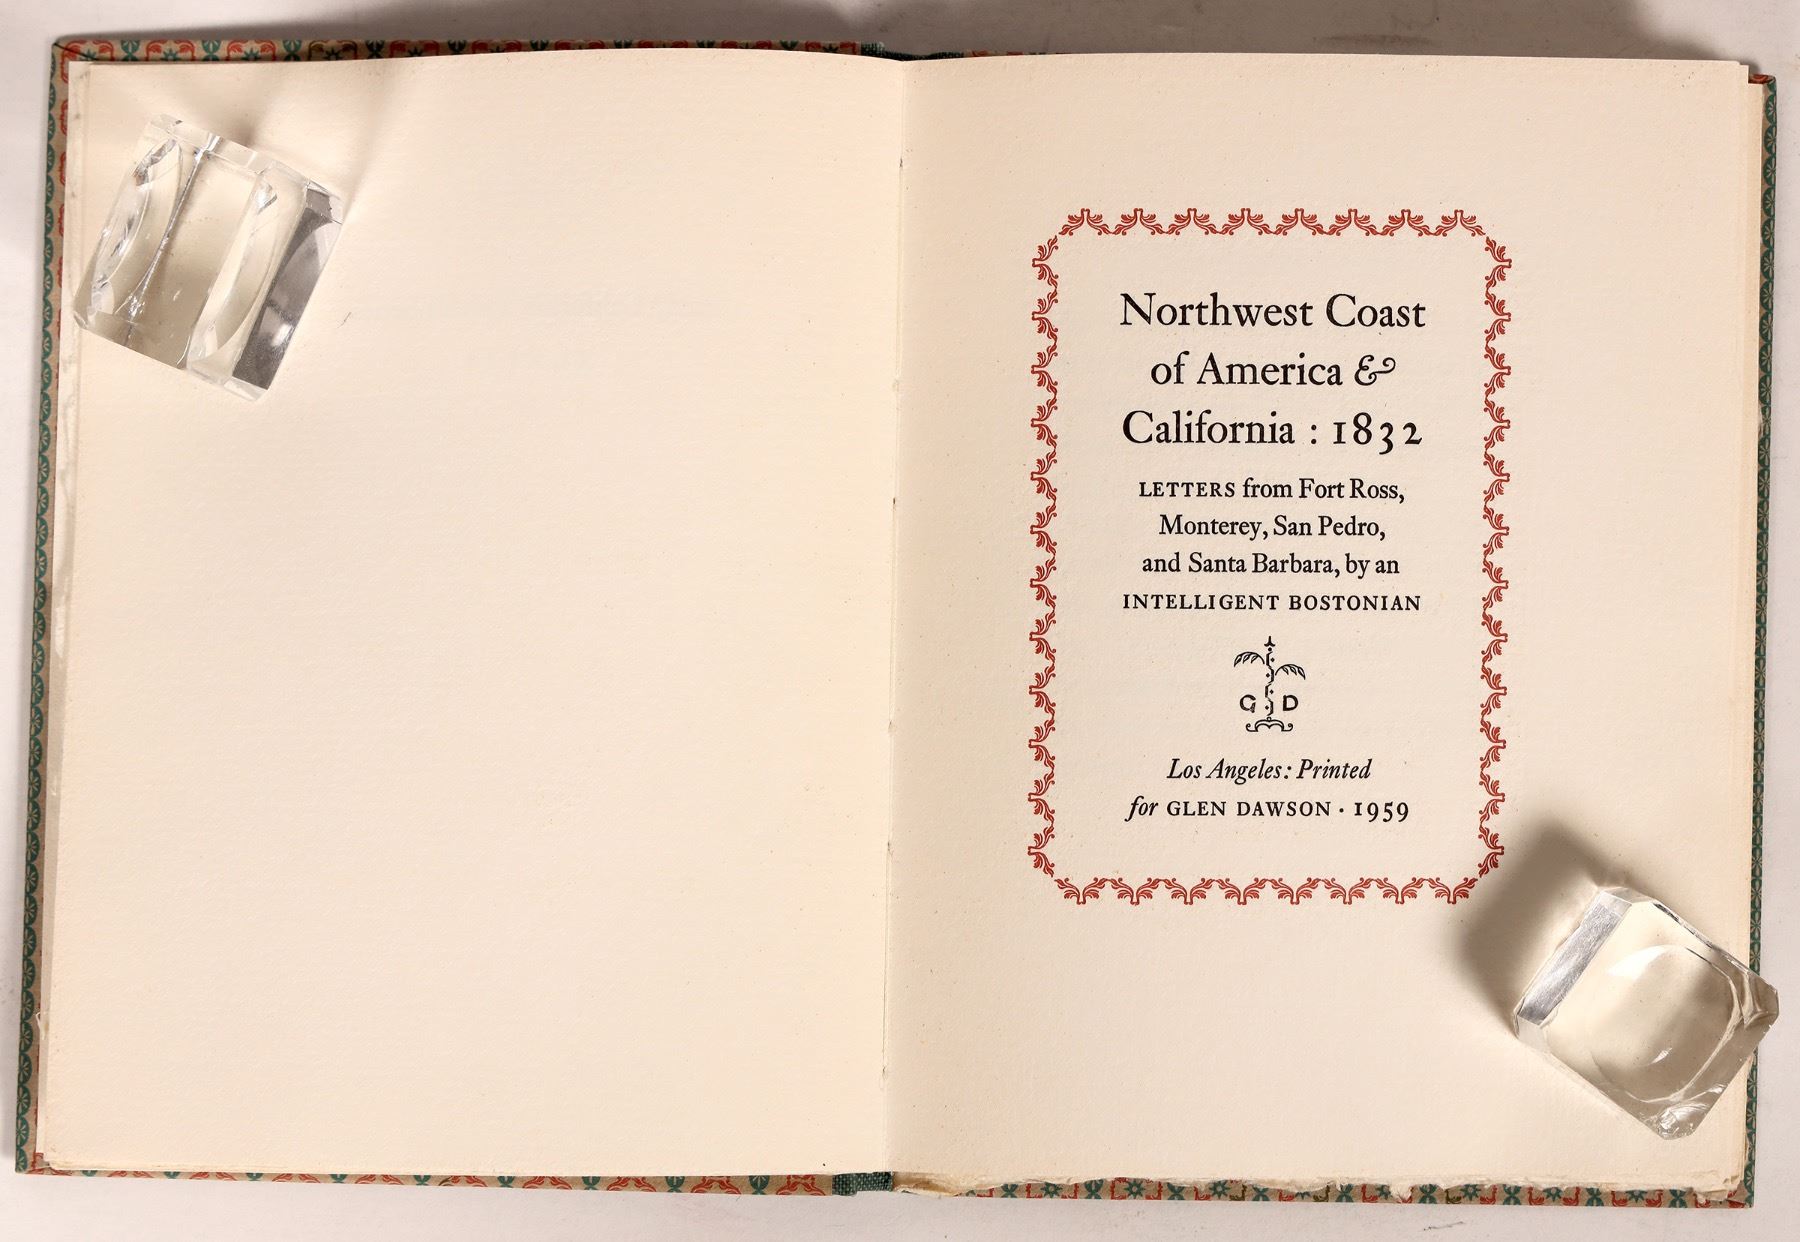 Northwest Coast
of America &
California : 1832
LETTERS from Fort Ross,
Monterey, San Pedro,
and Santa Barbara, by an
INTELLIGENT BOSTONIAN
G D
Los Angeles: Printed
for GLEN DAWSON · 1959